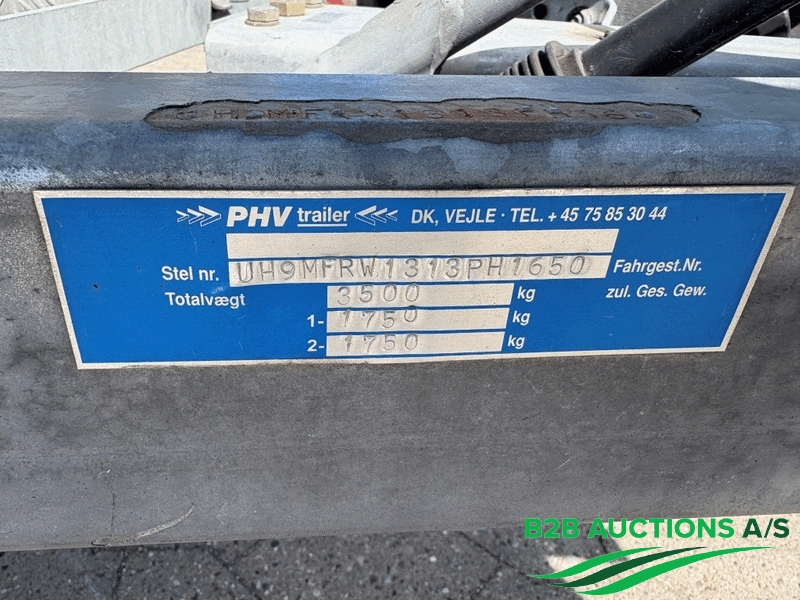 PHV trailer DK, VEJLE · TEL. + 45 75 85 30 44
Stel nr. UH9MFRW1313PH1650 Fahrgest.Nr.
Totalvægt 3500 kg zul. Ges. Gew.
1- 1750 kg
2- 1750 kg
B2B AUCTIONS A/S